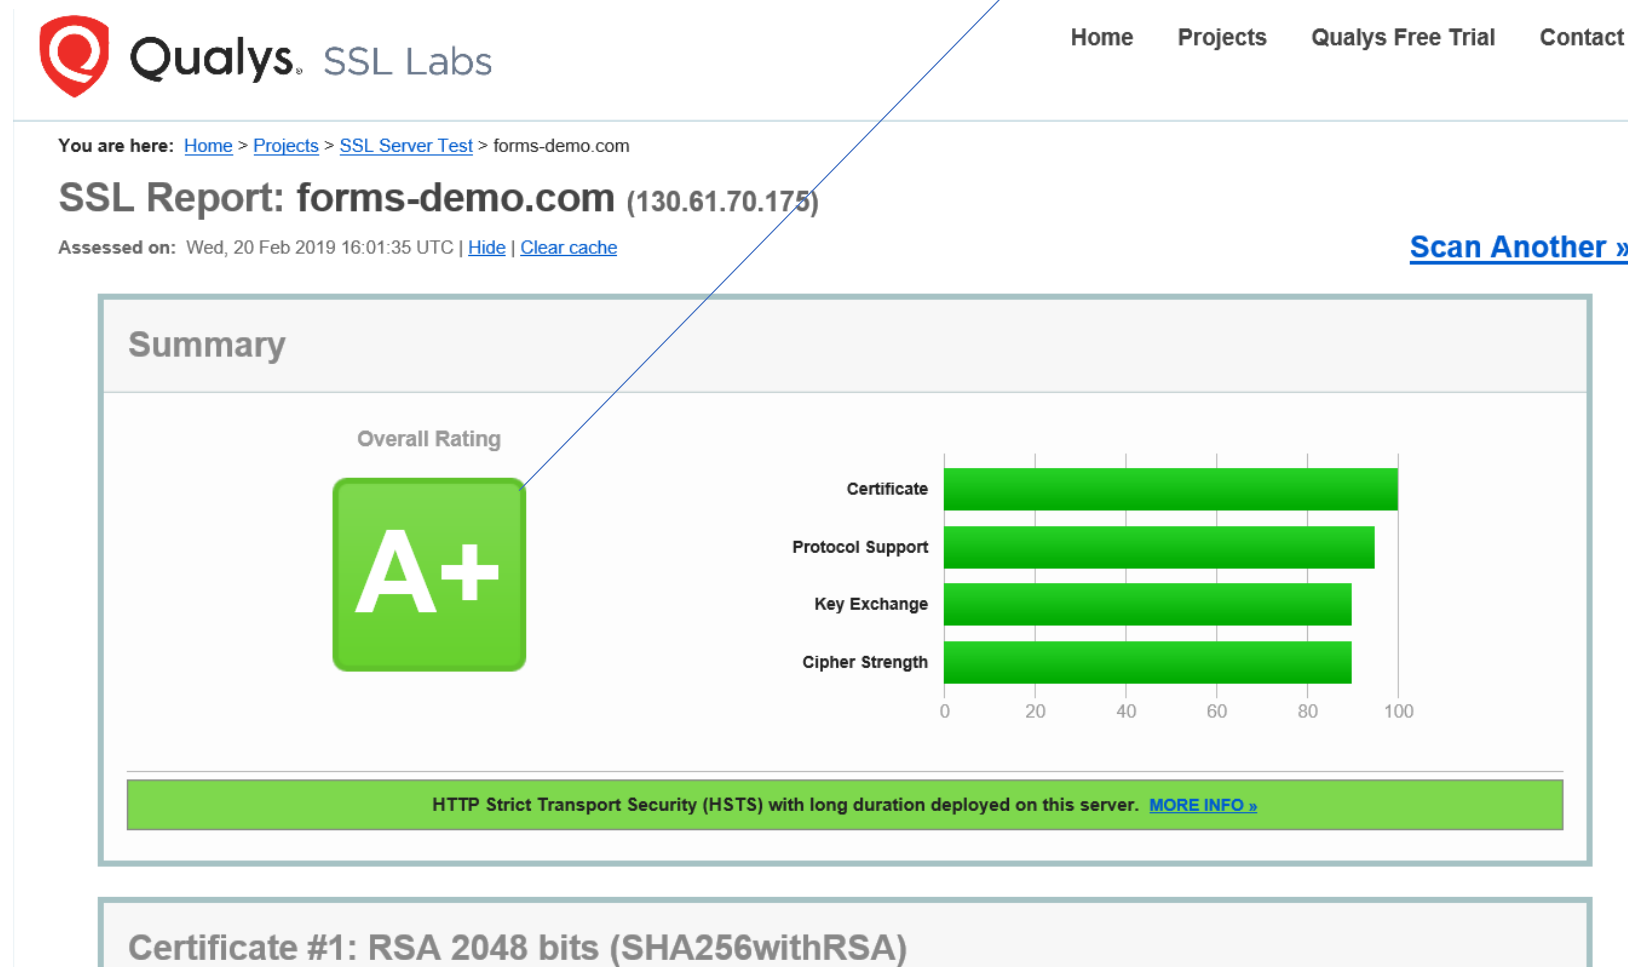 Qualys. SSL Labs
Home Projects Qualys Free Trial Contact
You are here: Home > Projects > SSL Server Test > forms-demo.com
SSL Report: forms-demo.com (130.61.70.175)
Assessed on: Wed, 20 Feb 2019 16:01:35 UTC | Hide | Clear cache
Scan Another »
Summary
Overall Rating
A+
Certificate
Protocol Support
Key Exchange
Cipher Strength
0 20 40 60 80 100
HTTP Strict Transport Security (HSTS) with long duration deployed on this server. MORE INFO »
Certificate #1: RSA 2048 bits (SHA256withRSA)